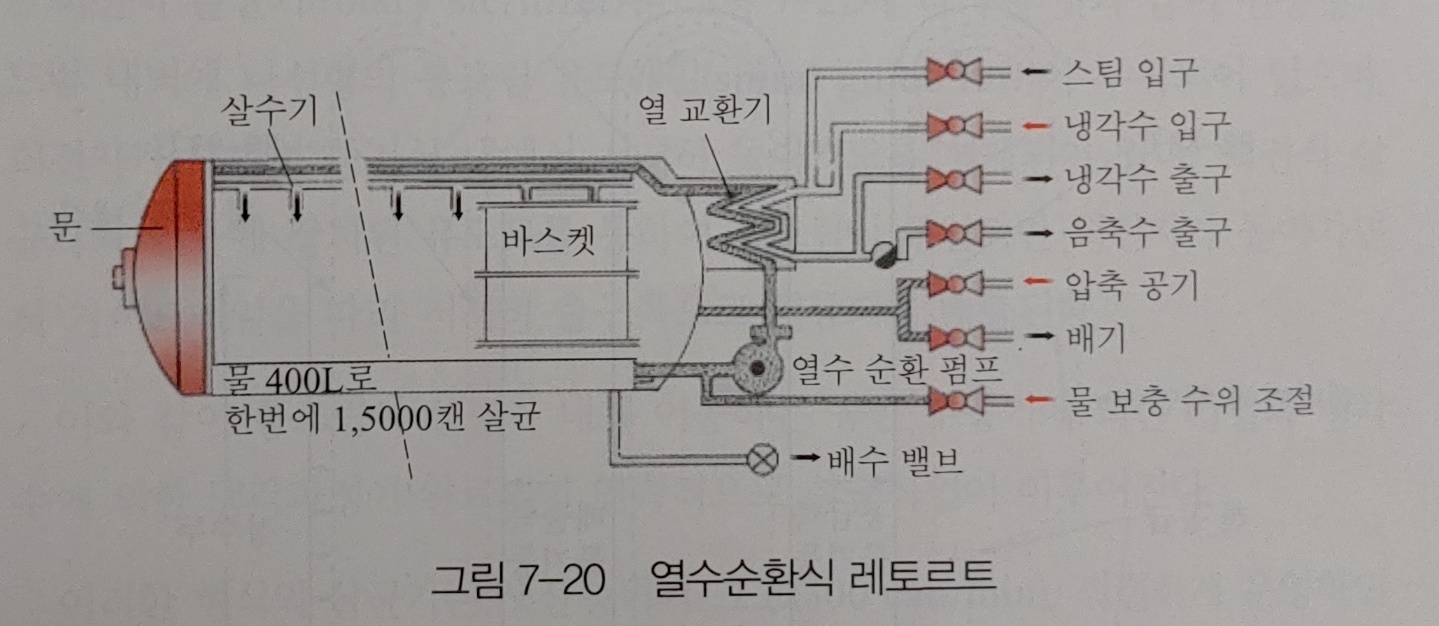 스팀 입구
살수기
열 교환기
냉각수 입구
냉각수 출구
문
바스켓
음축수 출구
압축 공기
배기
물 400L로
열수 순환 펌프
한번에 1,5000캔 살균
물 보충 수위 조절
배수 밸브
그림 7-20 열수순환식 레토르트